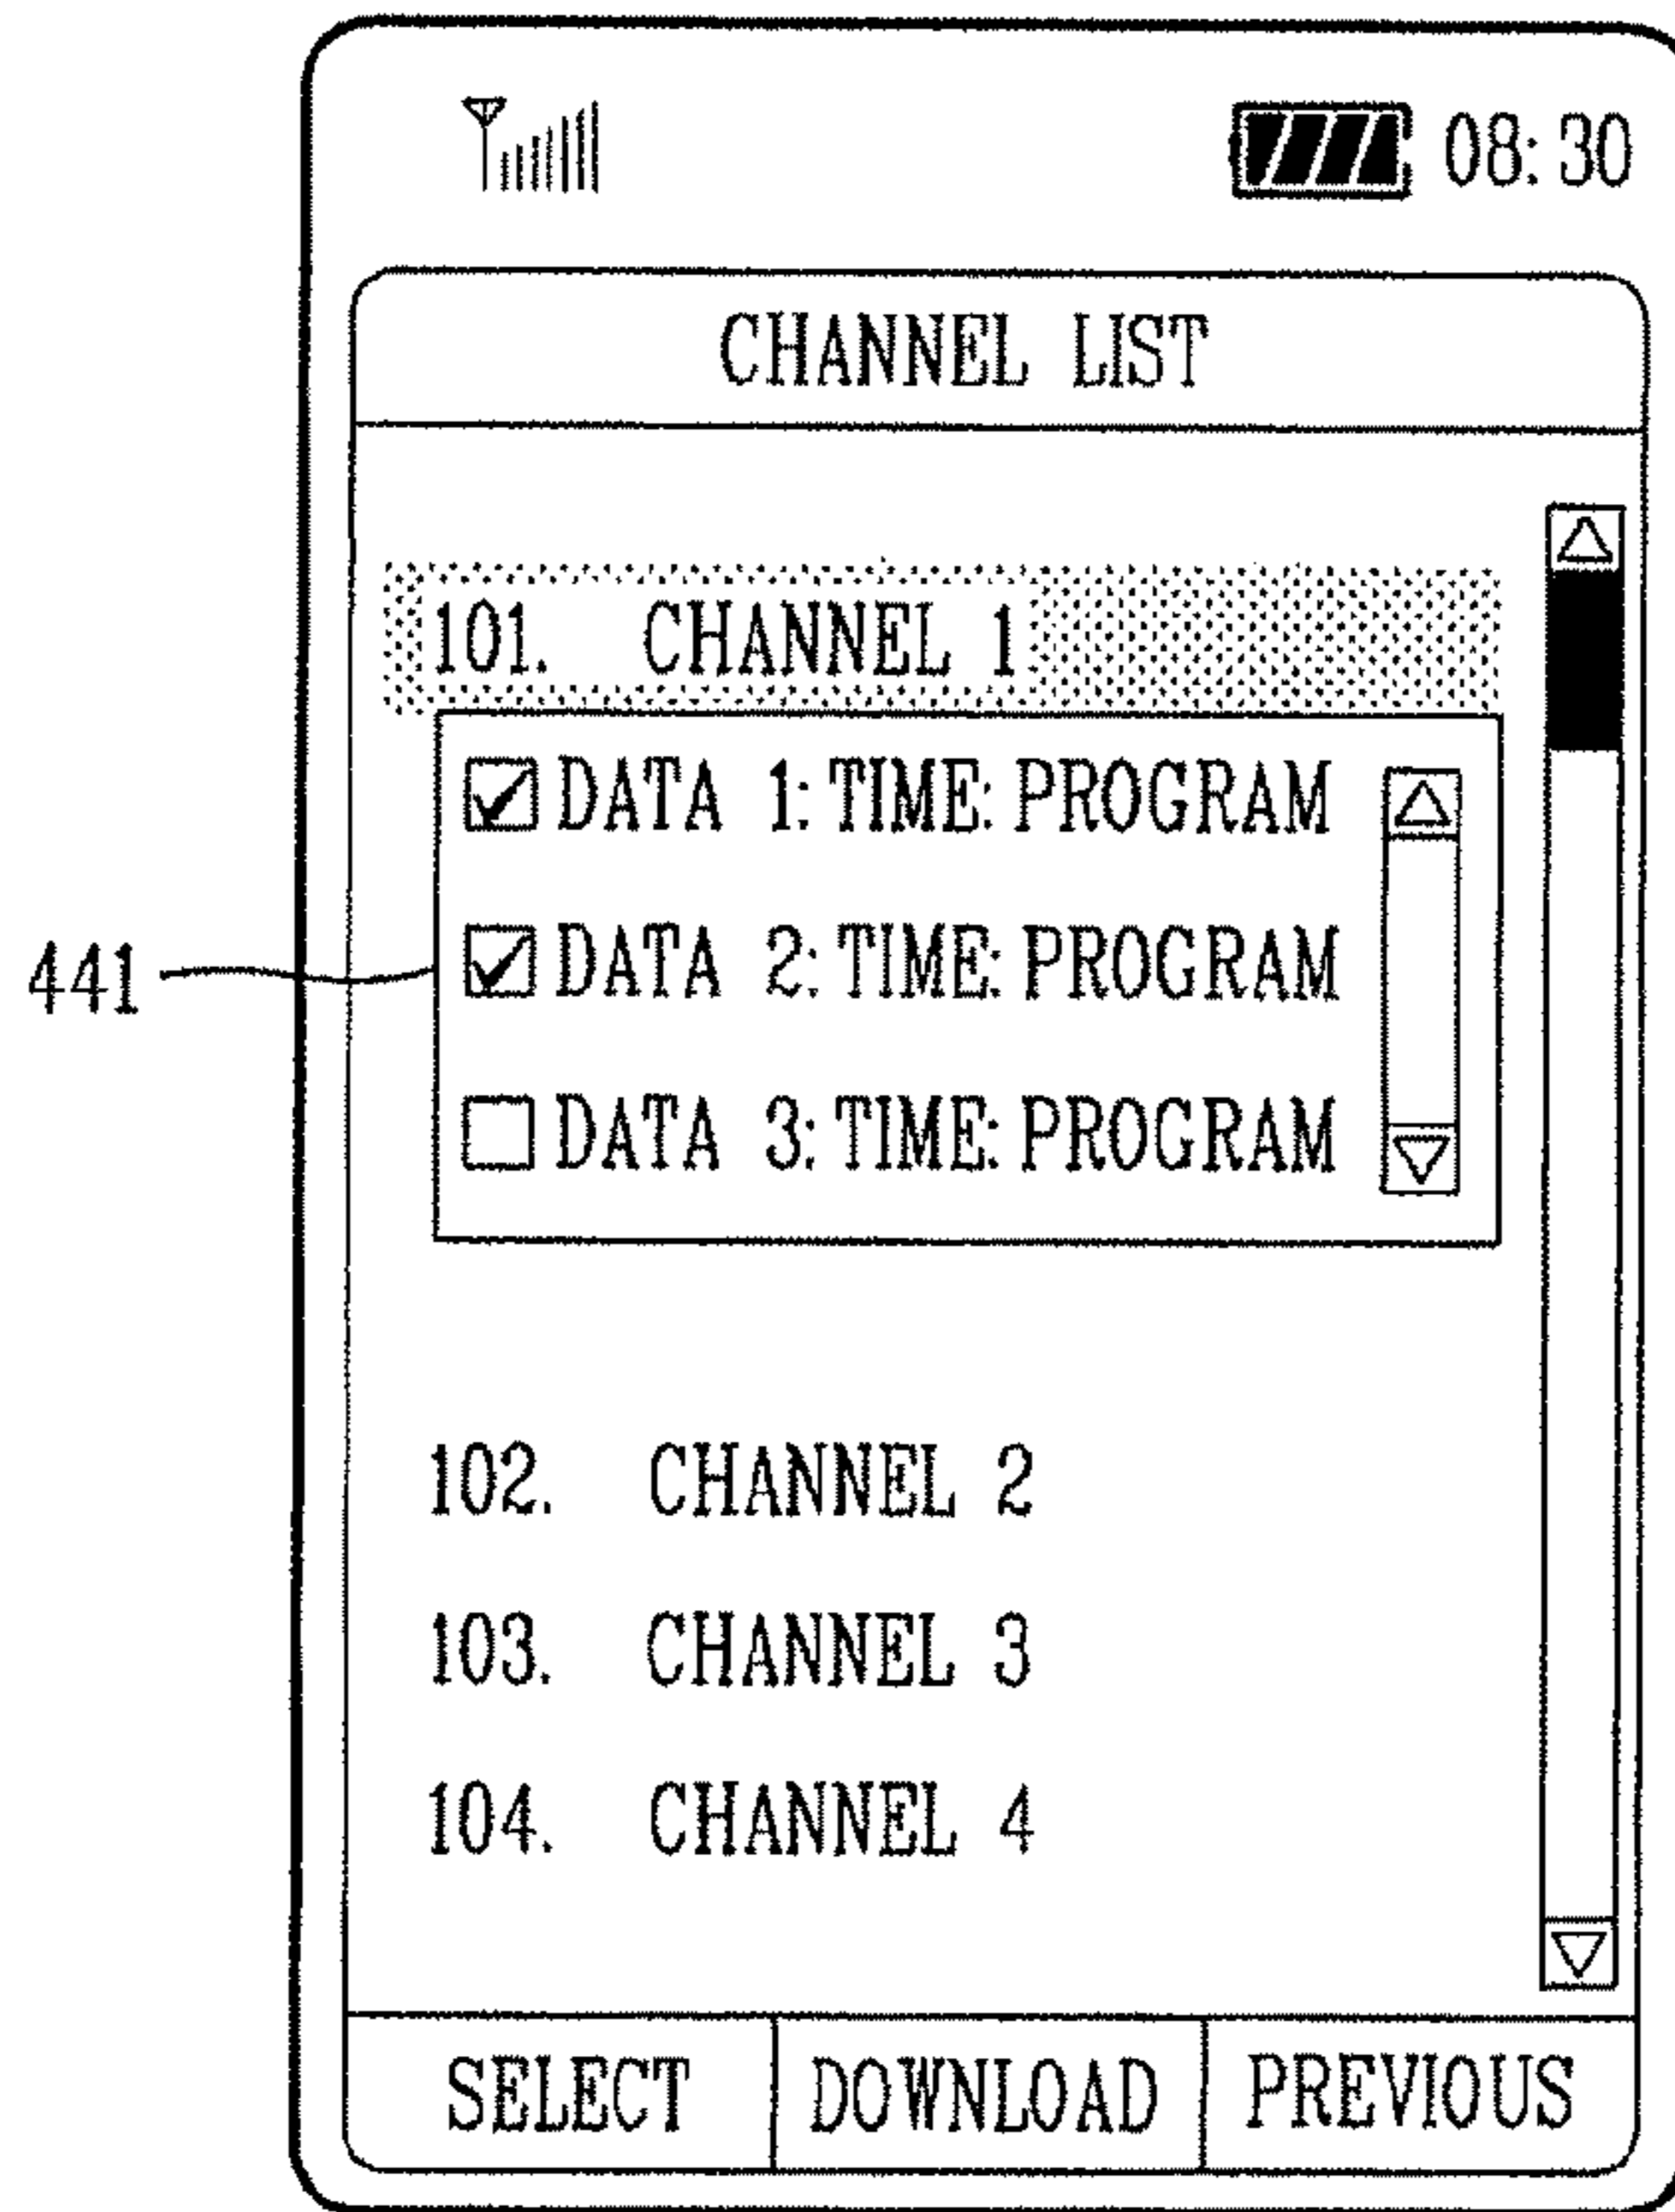 08:30
CHANNEL LIST
101. CHANNEL 1
DATA 1: TIME: PROGRAM
441
DATA 2: TIME: PROGRAM
DATA 3: TIME: PROGRAM
102. CHANNEL 2
103. CHANNEL 3
104. CHANNEL 4
SELECT DOWNLOAD PREVIOUS